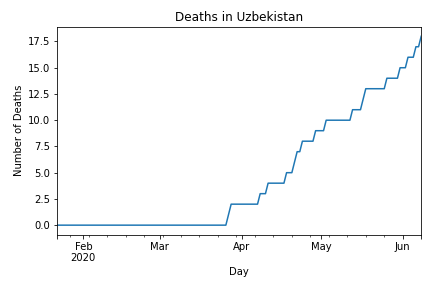 Deaths in Uzbekistan
Number of Deaths
17.5
15.0
12.5
10.0
7.5
5.0
2.5
0.0
Feb
2020
Mar
Apr
May
Jun
Day